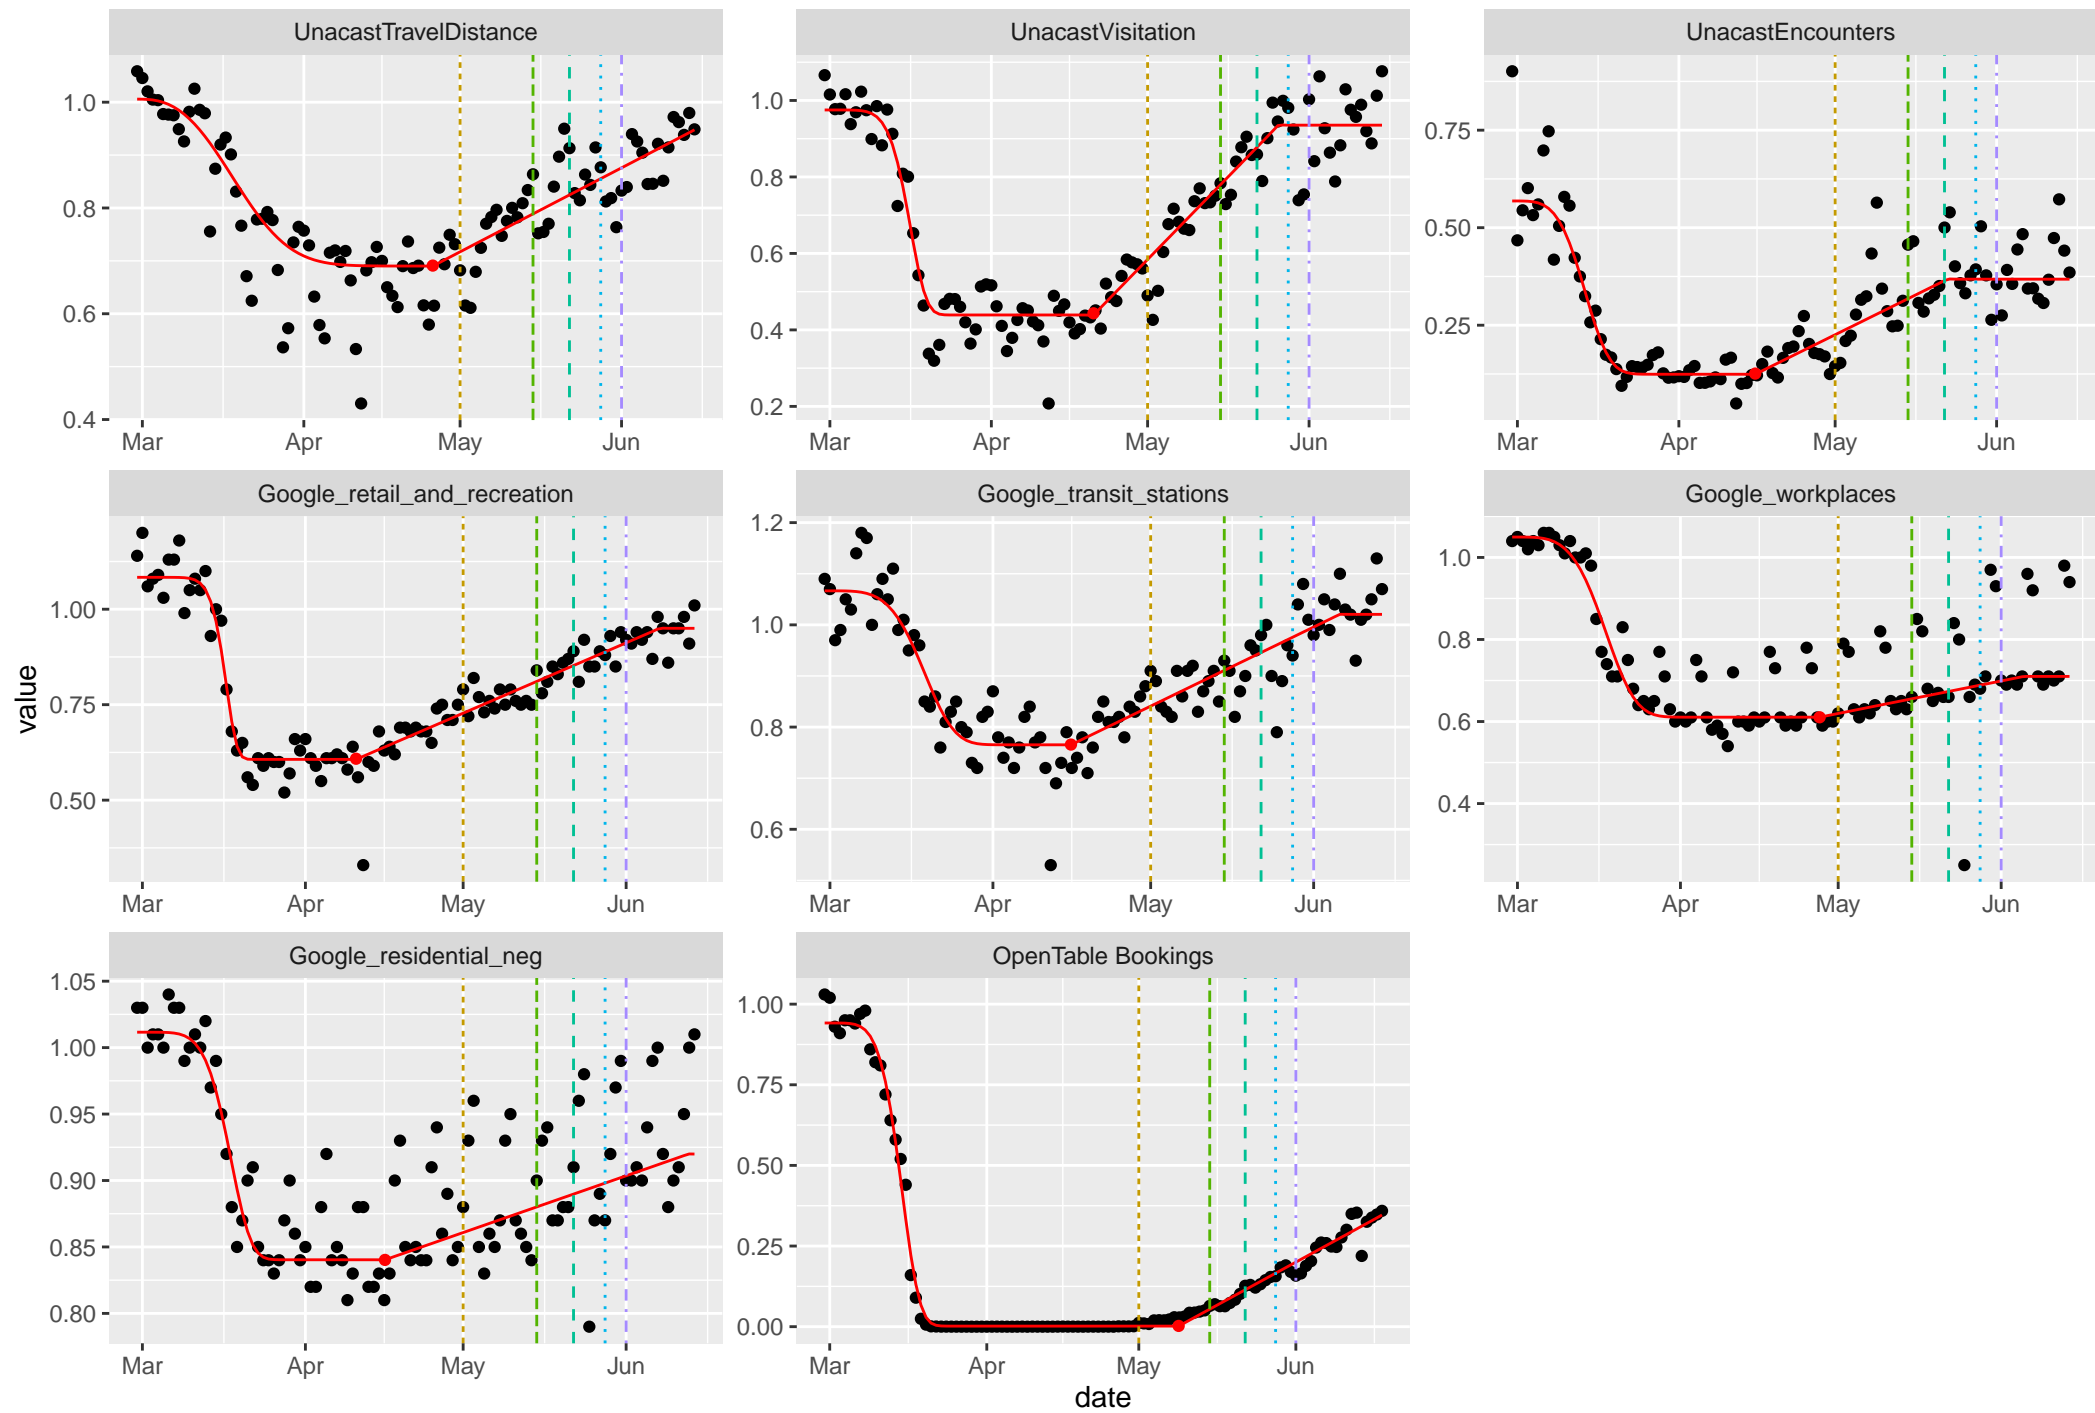 UnacastTravelDistance UnacastVisitation UnacastEncounters
1.0
0.8
0.6
0.4
Mar Apr May Jun
1.0
0.8
0.6
0.4
0.2
Mar Apr May Jun
0.75
0.50
0.25
Mar Apr May Jun
Google_retail_and_recreation Google_transit_stations Google_workplaces
value
1.00
0.75
0.50
Mar Apr May Jun
1.2
1.0
0.8
0.6
Mar Apr May Jun
1.0
0.8
0.6
0.4
Mar Apr May Jun
Google_residential_neg OpenTable Bookings
1.05
1.00
0.95
0.90
0.85
0.80
Mar Apr May Jun
1.00
0.75
0.50
0.25
0.00
Mar Apr May Jun
date